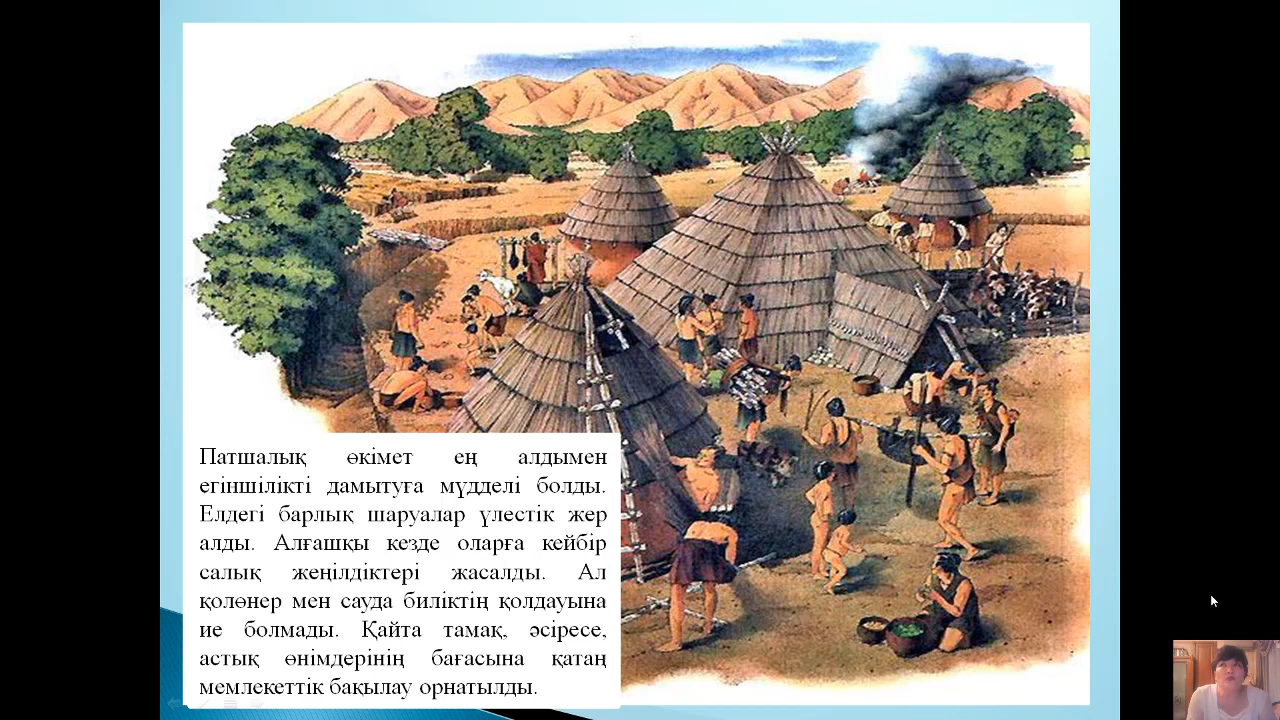 Патшалық өкімет ең алдымен
егіншілікті дамытуға мүдделі болды.
Елдегі барлық шаруалар үлестік жер
алды. Алғашқы кезде оларға кейбір
салық жеңілдіктері жасалды. Ал
қолөнер мен сауда биліктің қолдауына
ие болмады. Қайта тамақ, әсіресе,
астық өнімдерінің бағасына қатаң
мемлекеттік бақылау орнатылды.